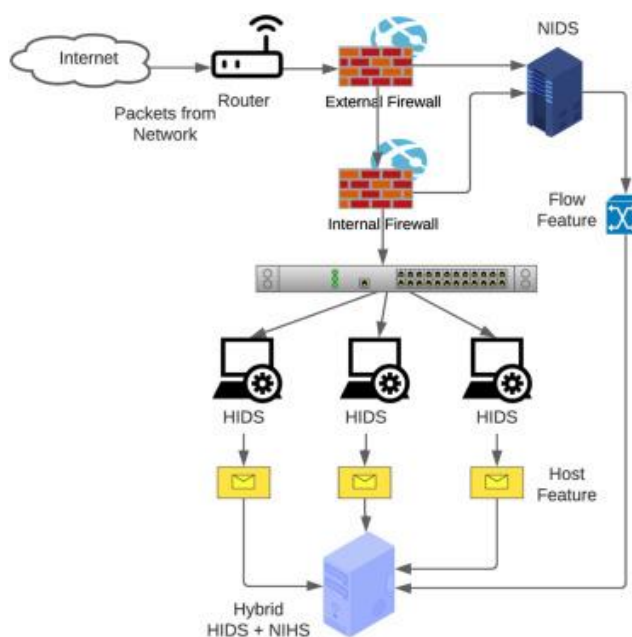 Internet
Packets from
Network
Router
External Firewall
NIDS
Internal Firewall
Flow
Feature
HIDS
HIDS
HIDS
Host
Feature
Hybrid
HIDS + NIHS